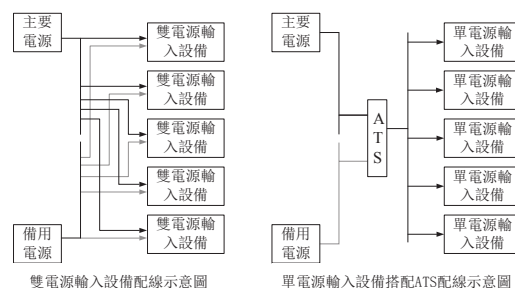 主要
電源
雙電源輸
入設備
雙電源輸
入設備
雙電源輸
入設備
雙電源輸
入設備
雙電源輸
入設備
備用
電源
雙電源輸入設備配線示意圖
主要
電源
A
T
S
單電源輸
入設備
單電源輸
入設備
單電源輸
入設備
單電源輸
入設備
單電源輸
入設備
備用
電源
單電源輸入設備搭配ATS配線示意圖